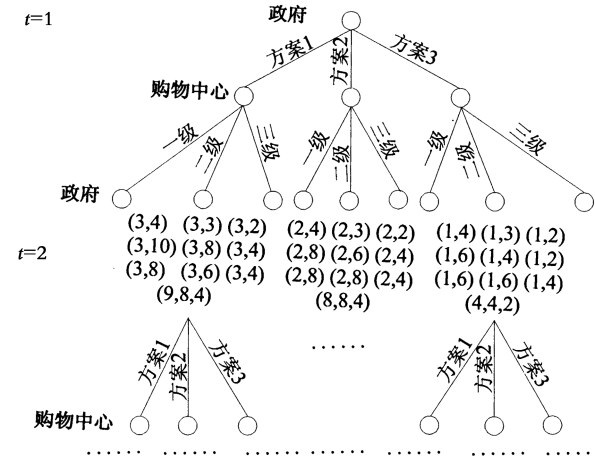 t=1
政府
方案1 方案2 方案3
购物中心
一级 二级 三级 一级 二级 三级 一级 二级 三级
政府
(3,4) (3,3) (3,2) (2,4) (2,3) (2,2) (1,4) (1,3) (1,2)
t=2
(3,10) (3,8) (3,4) (2,8) (2,6) (2,4) (1,6) (1,4) (1,2)
(3,8) (3,6) (3,4) (2,8) (2,8) (2,4) (1,6) (1,6) (1,4)
(9,8,4) (8,8,4) (4,4,2)
······
方案1 方案2 方案3 方案1 方案2 方案3
购物中心
······ ······ ······ ······ ······ ······ ······